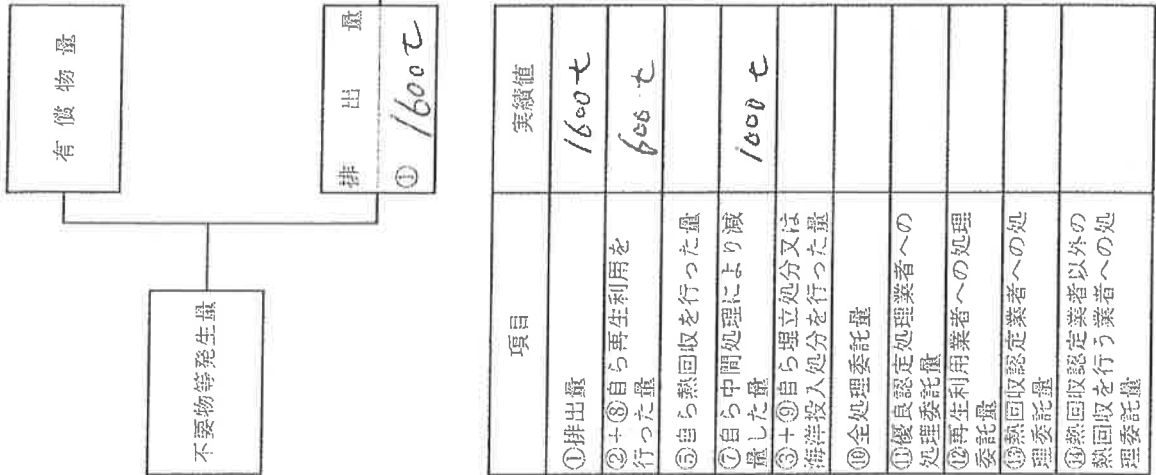 不要物等発生量
有償物量
排出量
① 1600t
項目
実績値
①排出量
1600t
②+⑧自ら再生利用を
行った量
600t
⑤自ら熱回収を行った量
⑦自ら中間処理により減
量した量
1000t
③+⑨自ら埋立処分又は
海洋投入処分を行った量
⑩全処理委託量
⑪優良認定処理業者への
処理委託量
⑫再生利用業者への処理
委託量
⑬熱回収認定業者への処
理委託量
⑭熱回収認定業者以外の
熱回収を行う業者への処
理委託量